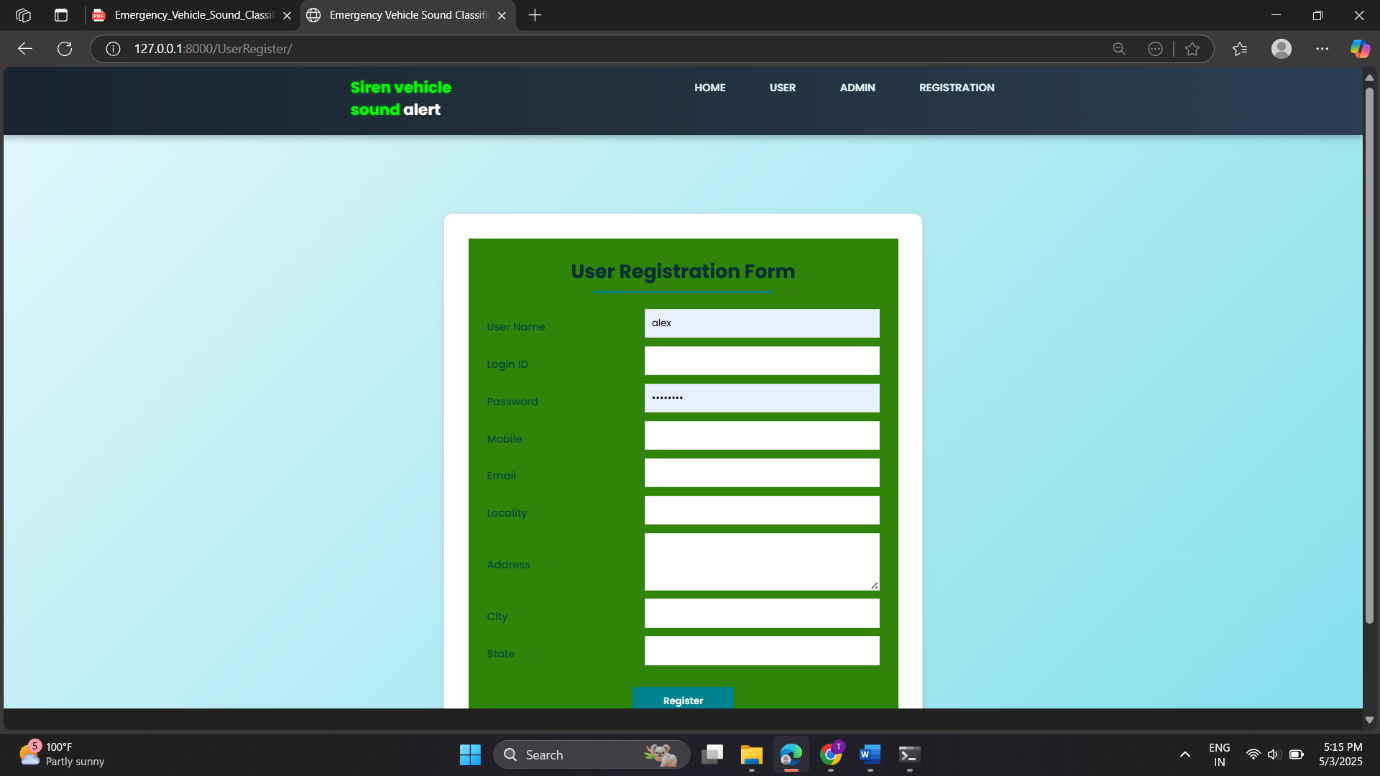 Emergency_Vehicle_Sound_Classif
Emergency Vehicle Sound Classifi
127.0.0.1:8000/UserRegister/
Siren vehicle
sound alert
HOME
USER
ADMIN
REGISTRATION
User Registration Form
User Name
alex
Login ID
Password
••••••••
Mobile
Email
Locality
Address
City
State
Register
5
100°F
Partly sunny
Search
T
ENG
IN
5:15 PM
5/3/2025